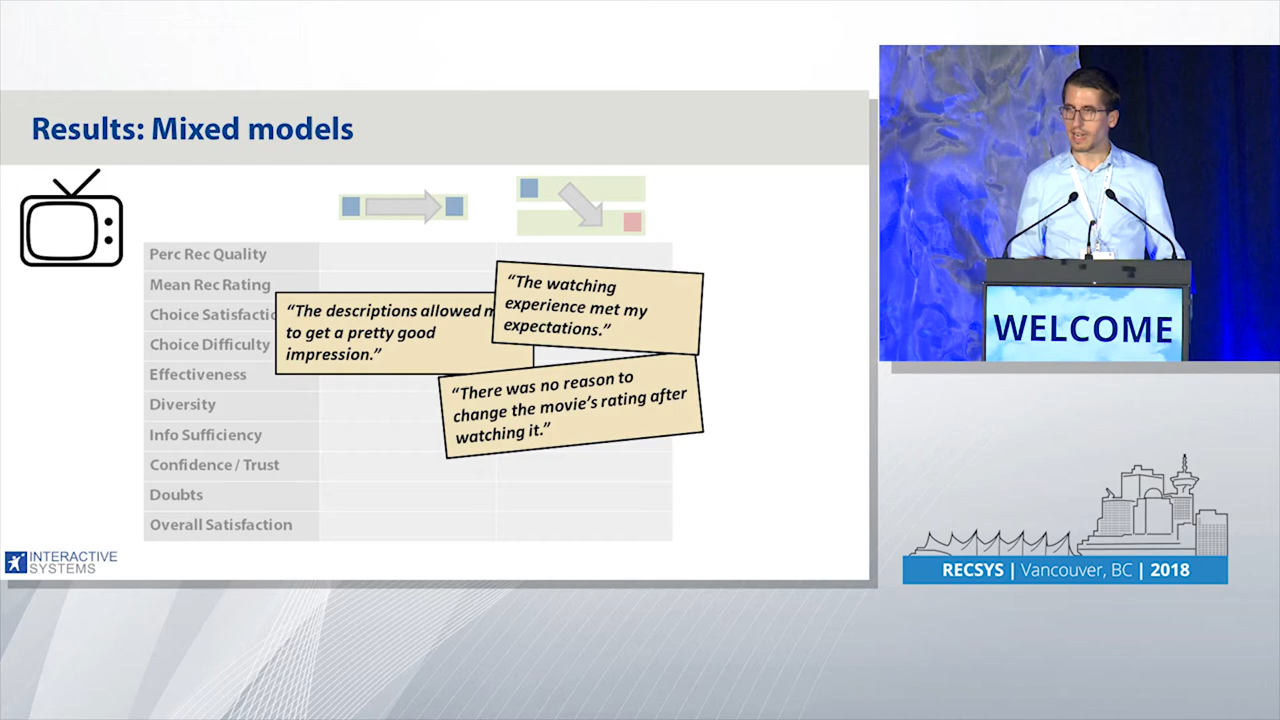 Results: Mixed models
Perc Rec Quality
Mean Rec Rating
Choice Satisfactio
Choice Difficulty
Effectiveness
Diversity
Info Sufficiency
Confidence / Trust
Doubts
Overall Satisfaction
“The descriptions allowed m
to get a pretty good
impression.”
“The watching
experience met my
expectations.”
“There was no reason to
change the movie’s rating after
watching it.”
INTERACTIVE
SYSTEMS
WELCOME
RECSYS | Vancouver, BC | 2018